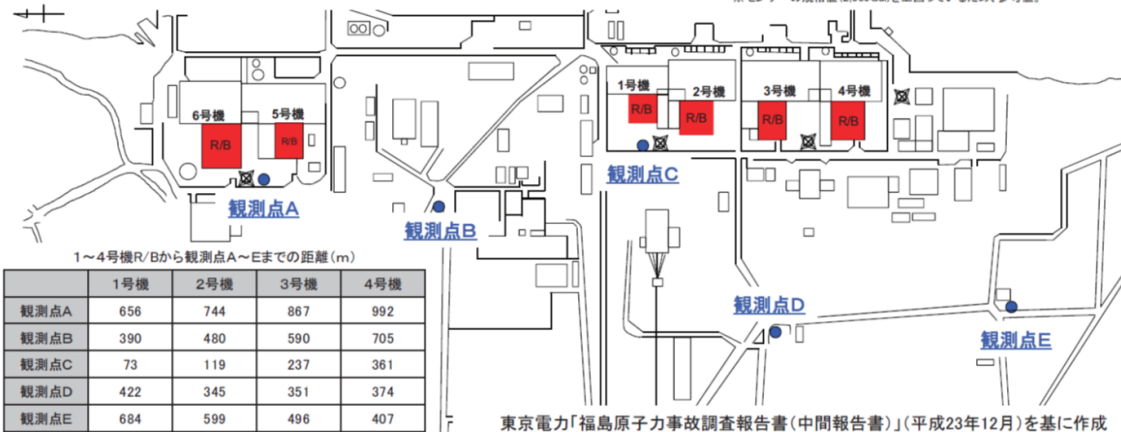 6号機
5号機
R/B
R/B
1号機
2号機
3号機
4号機
R/B
R/B
R/B
R/B
観測点A
観測点B
観測点C
観測点D
観測点E
1～4号機R/Bから観測点A～Eまでの距離(m)
1号機 2号機 3号機 4号機
観測点A 656 744 867 992
観測点B 390 480 590 705
観測点C 73 119 237 361
観測点D 422 345 351 374
観測点E 684 599 496 407
東京電力「福島原子力事故調査報告書(中間報告書)」(平成23年12月)を基に作成